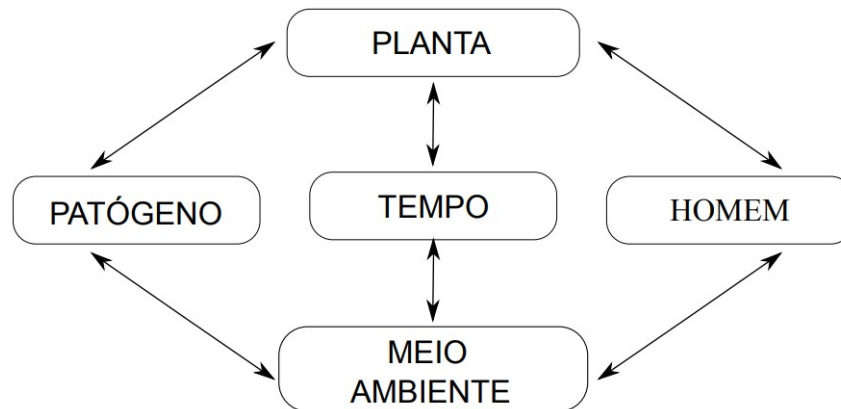 PLANTA
PATÓGENO
TEMPO
HOMEM
MEIO
AMBIENTE